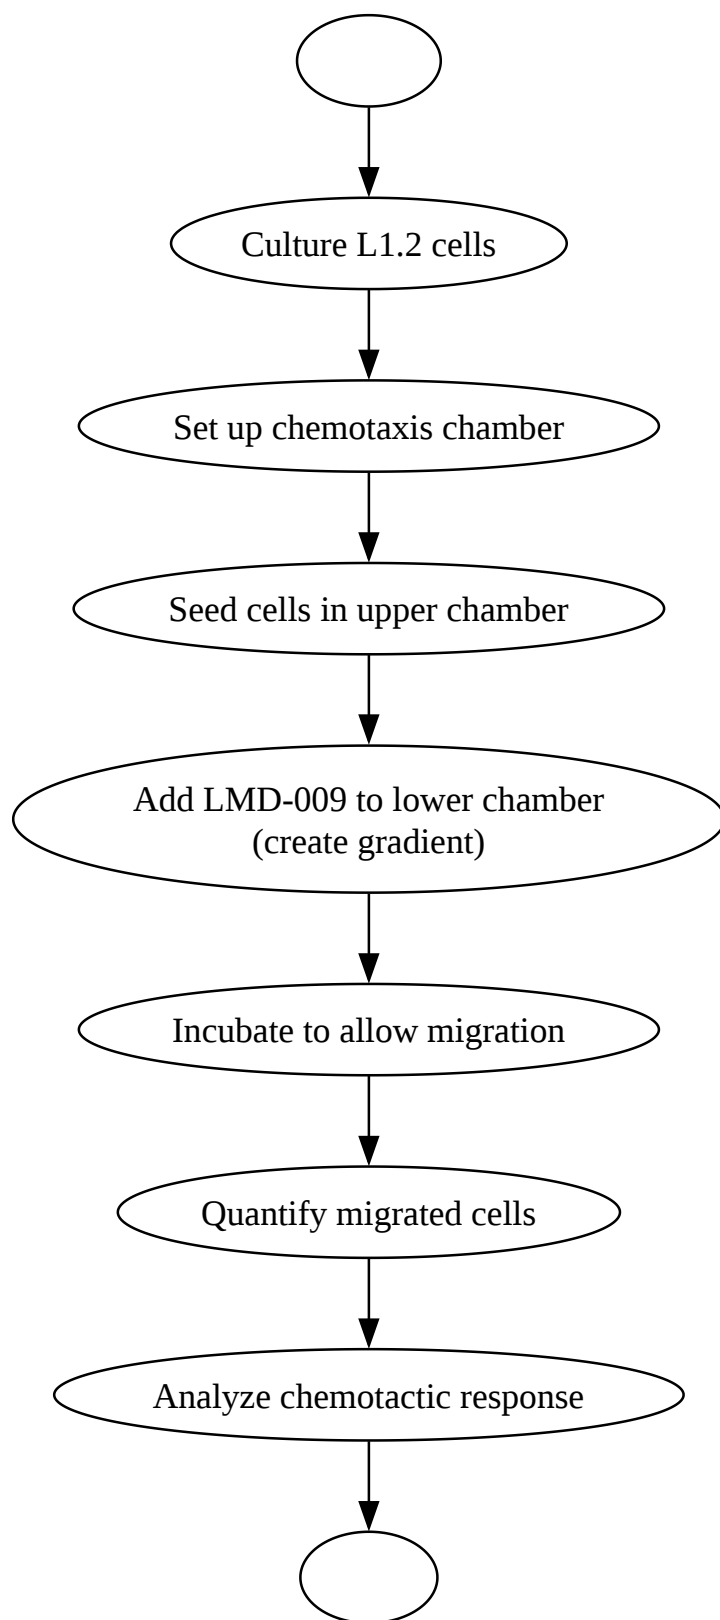 Culture L1.2 cells
Set up chemotaxis chamber
Seed cells in upper chamber
Add LMD-009 to lower chamber
(create gradient)
Incubate to allow migration
Quantify migrated cells
Analyze chemotactic response